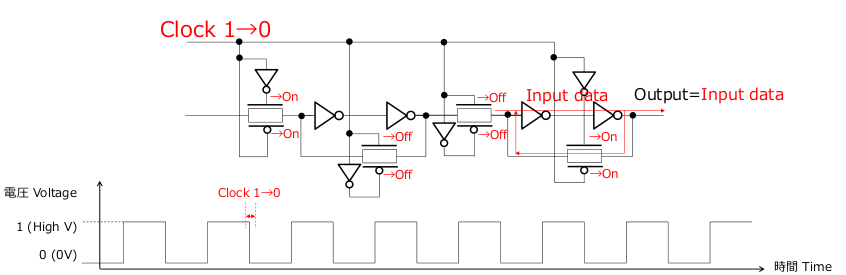 Clock 1→0
→On
→On
→Off
→Off
→Off
→Off
Input data
Output=Input data
→On
→On
電圧 Voltage
Clock 1→0
1 (High V)
0 (0V)
時間 Time